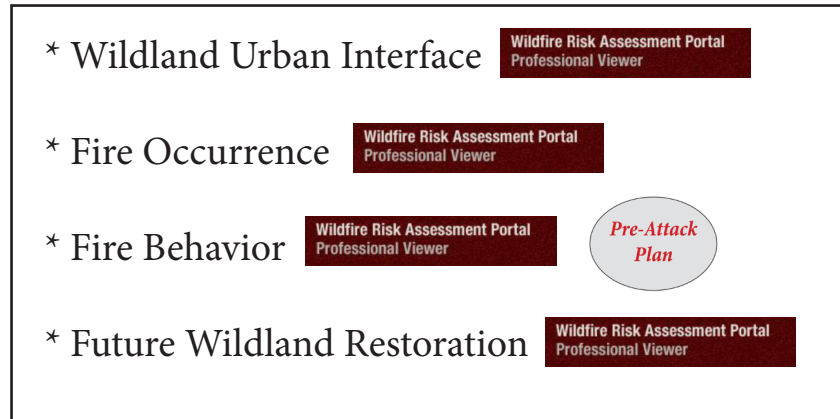 * Wildland Urban Interface Wildfire Risk Assessment Portal
Professional Viewer
* Fire Occurrence Wildfire Risk Assessment Portal
Professional Viewer
* Fire Behavior Wildfire Risk Assessment Portal
Professional Viewer
Pre-Attack
Plan
* Future Wildland Restoration Wildfire Risk Assessment Portal
Professional Viewer